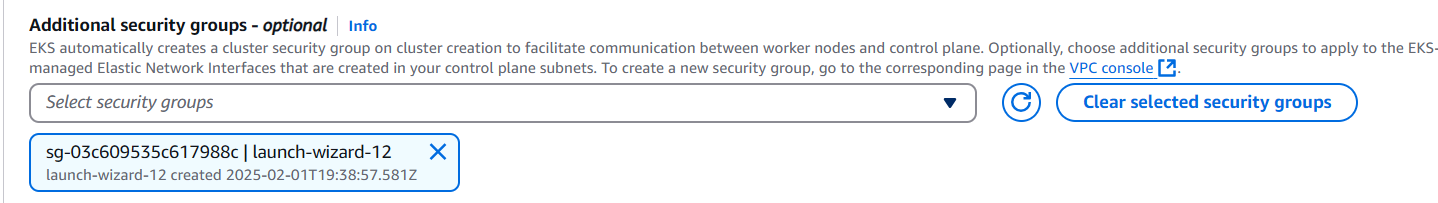 Additional security groups - optional Info
EKS automatically creates a cluster security group on cluster creation to facilitate communication between worker nodes and control plane. Optionally, choose additional security groups to apply to the EKS-
managed Elastic Network Interfaces that are created in your control plane subnets. To create a new security group, go to the corresponding page in the VPC console.
Select security groups
Clear selected security groups
sg-03c609535c617988c | launch-wizard-12
launch-wizard-12 created 2025-02-01T19:38:57.581Z